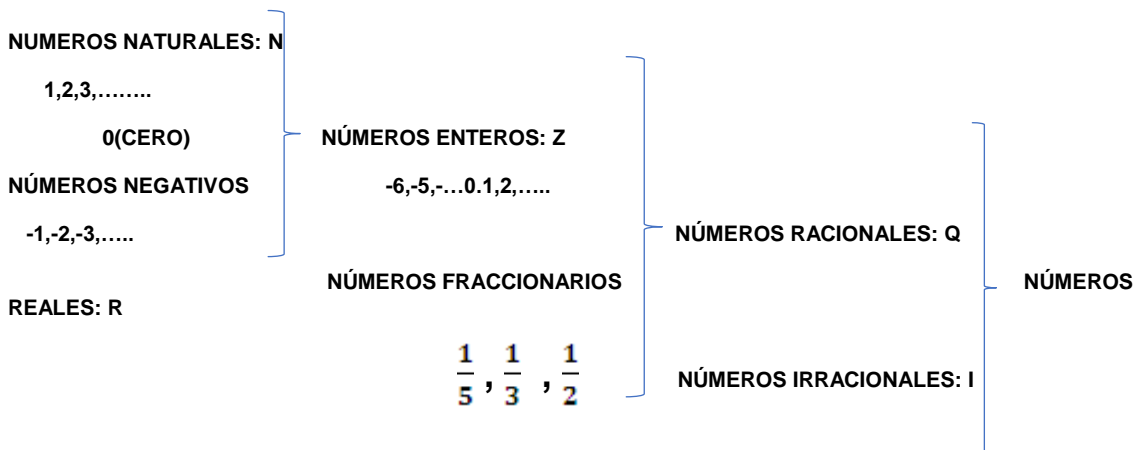 NUMEROS NATURALES: N
1,2,3,……..
0(CERO)
NÚMEROS NEGATIVOS
-1,-2,-3,…..
NÚMEROS ENTEROS: Z
-6,-5,-…0.1,2,…..
NÚMEROS FRACCIONARIOS
1/5 , 1/3 , 1/2
NÚMEROS RACIONALES: Q
NÚMEROS IRRACIONALES: I
NÚMEROS
REALES: R